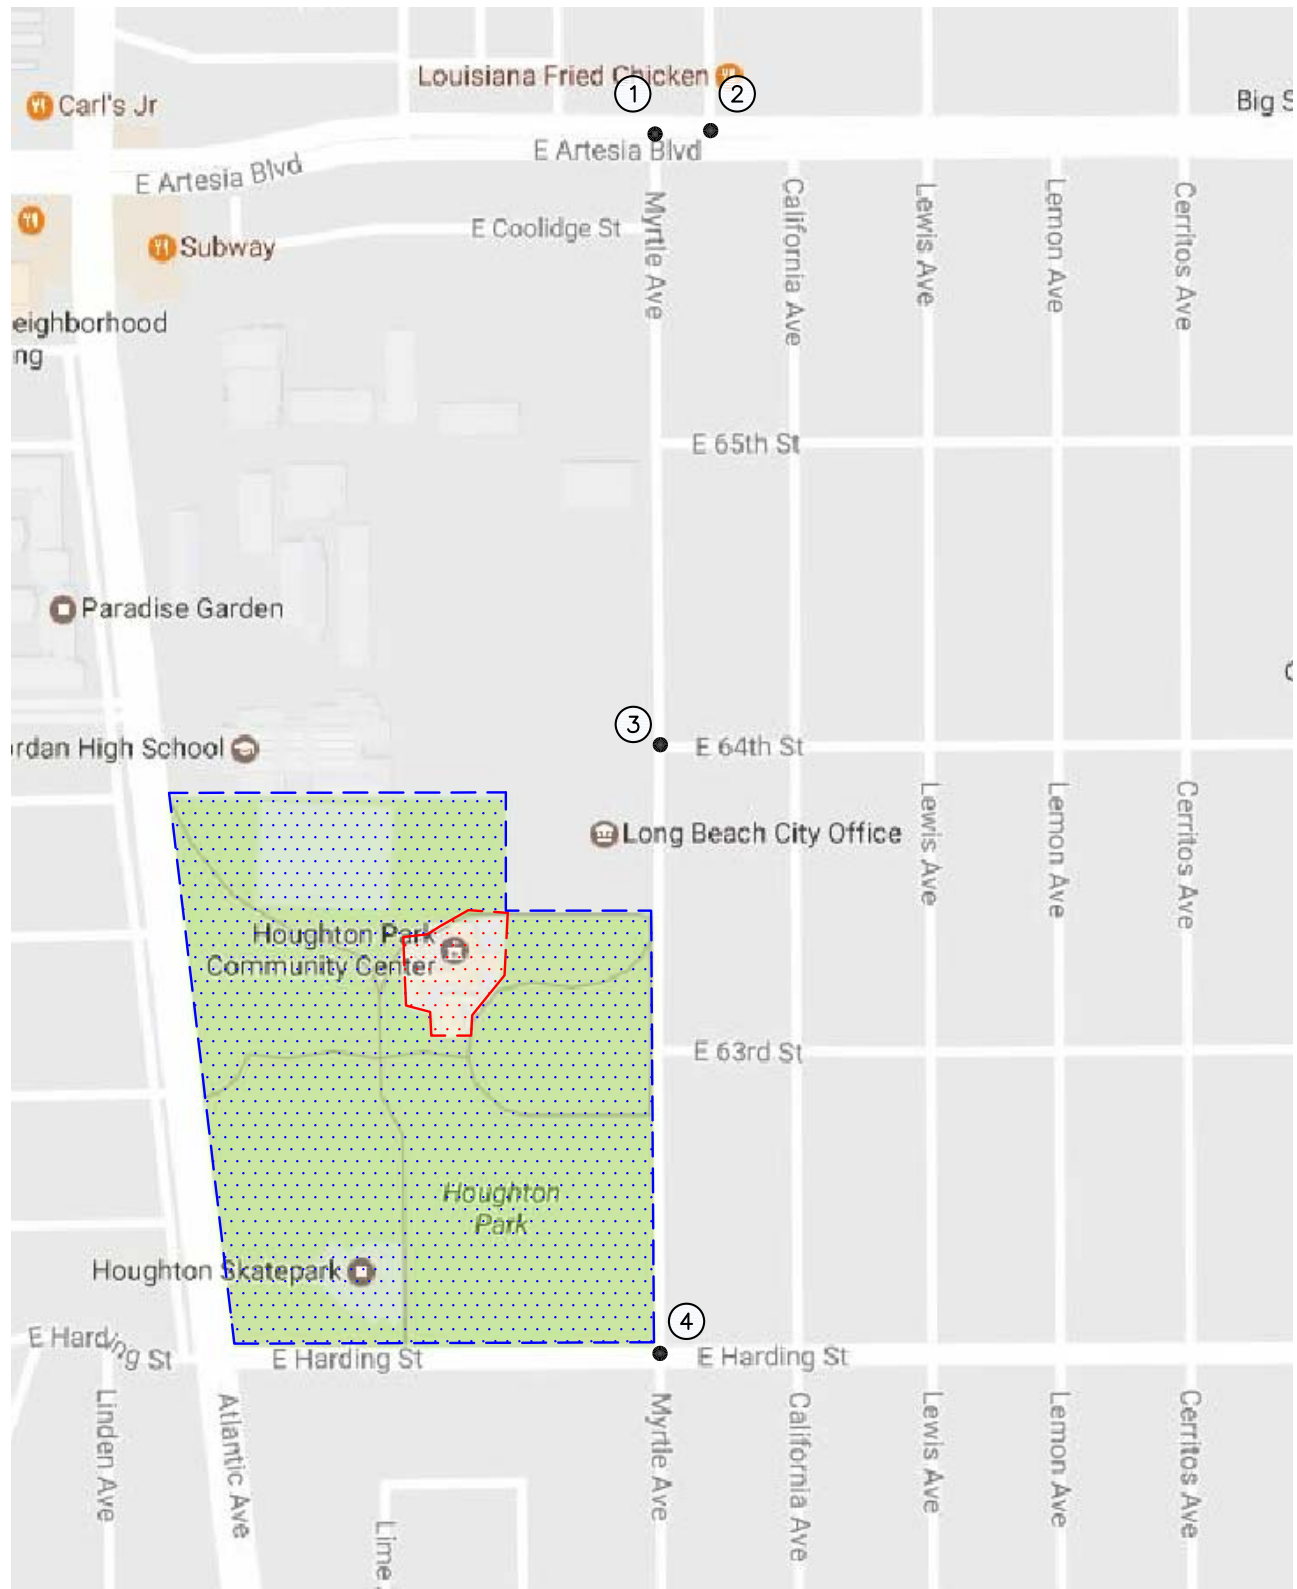 Louisiana Fried Chicken
1
2
Carl's Jr
Big S
E Artesia Blvd
E Artesia Blvd
Myrtle Ave
California Ave
Lewis Ave
Lemon Ave
Cerritos Ave
E Coolidge St
Subway
eighborhood
ng
E 65th St
Paradise Garden
3
E 64th St
rdan High School
Long Beach City Office
Lewis Ave
Lemon Ave
Cerritos Ave
Houghton Park
Community Center
E 63rd St
Houghton
Park
Houghton Skatepark
4
E Harding St
E Harding St
E Harding St
Linden Ave
Atlantic Ave
Myrtle Ave
California Ave
Lewis Ave
Lemon Ave
Cerritos Ave
Lime